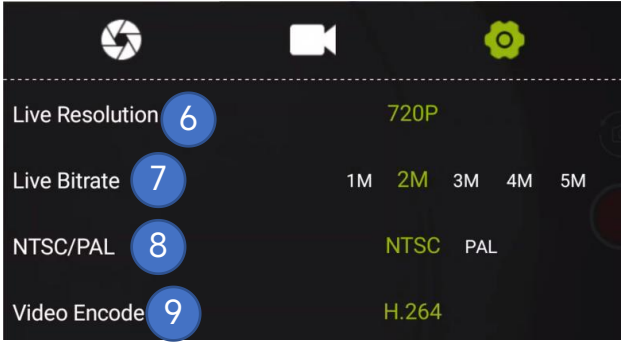 Live Resolution 6 720P
Live Bitrate 7 1M 2M 3M 4M 5M
NTSC/PAL 8 NTSC PAL
Video Encode 9 H.264